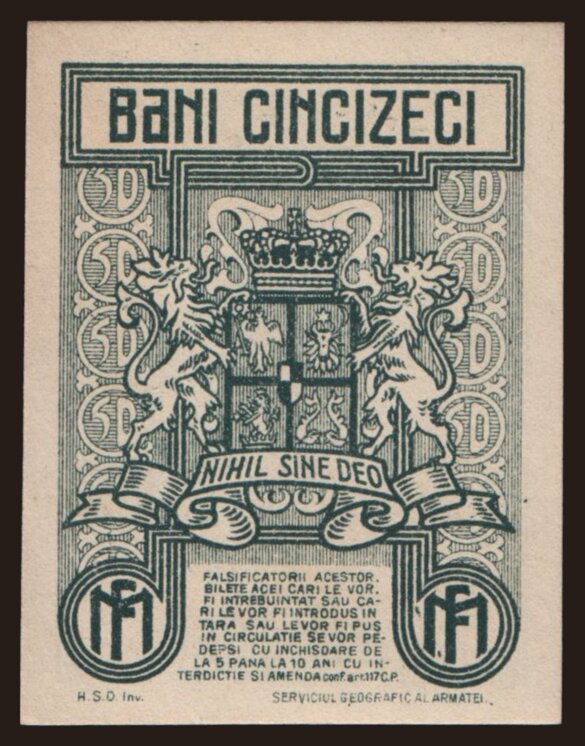 BANI CINCIZECI
50 50
50 50
50 50
50 50
50 50
NIHIL SINE DEO
FALSIFICATORII ACESTOR.
BILETE ACEI CARI LE VOR.
FI INTREBUINTAT SAU CA-
RI LE VOR FI INTRODUS IN
TARA SAU LE VOR FI PUS
IN CIRCULATIE SE VOR PE-
DEPSI CU INCHISOARE DE
LA 5 PANA LA 10 ANI CU IN-
TERDICTIE SI AMENDA conf. art. 117 C.P.
MF MF
H.S.D. Inv. SERVICIUL GEOGRAFIC AL ARMATEI.